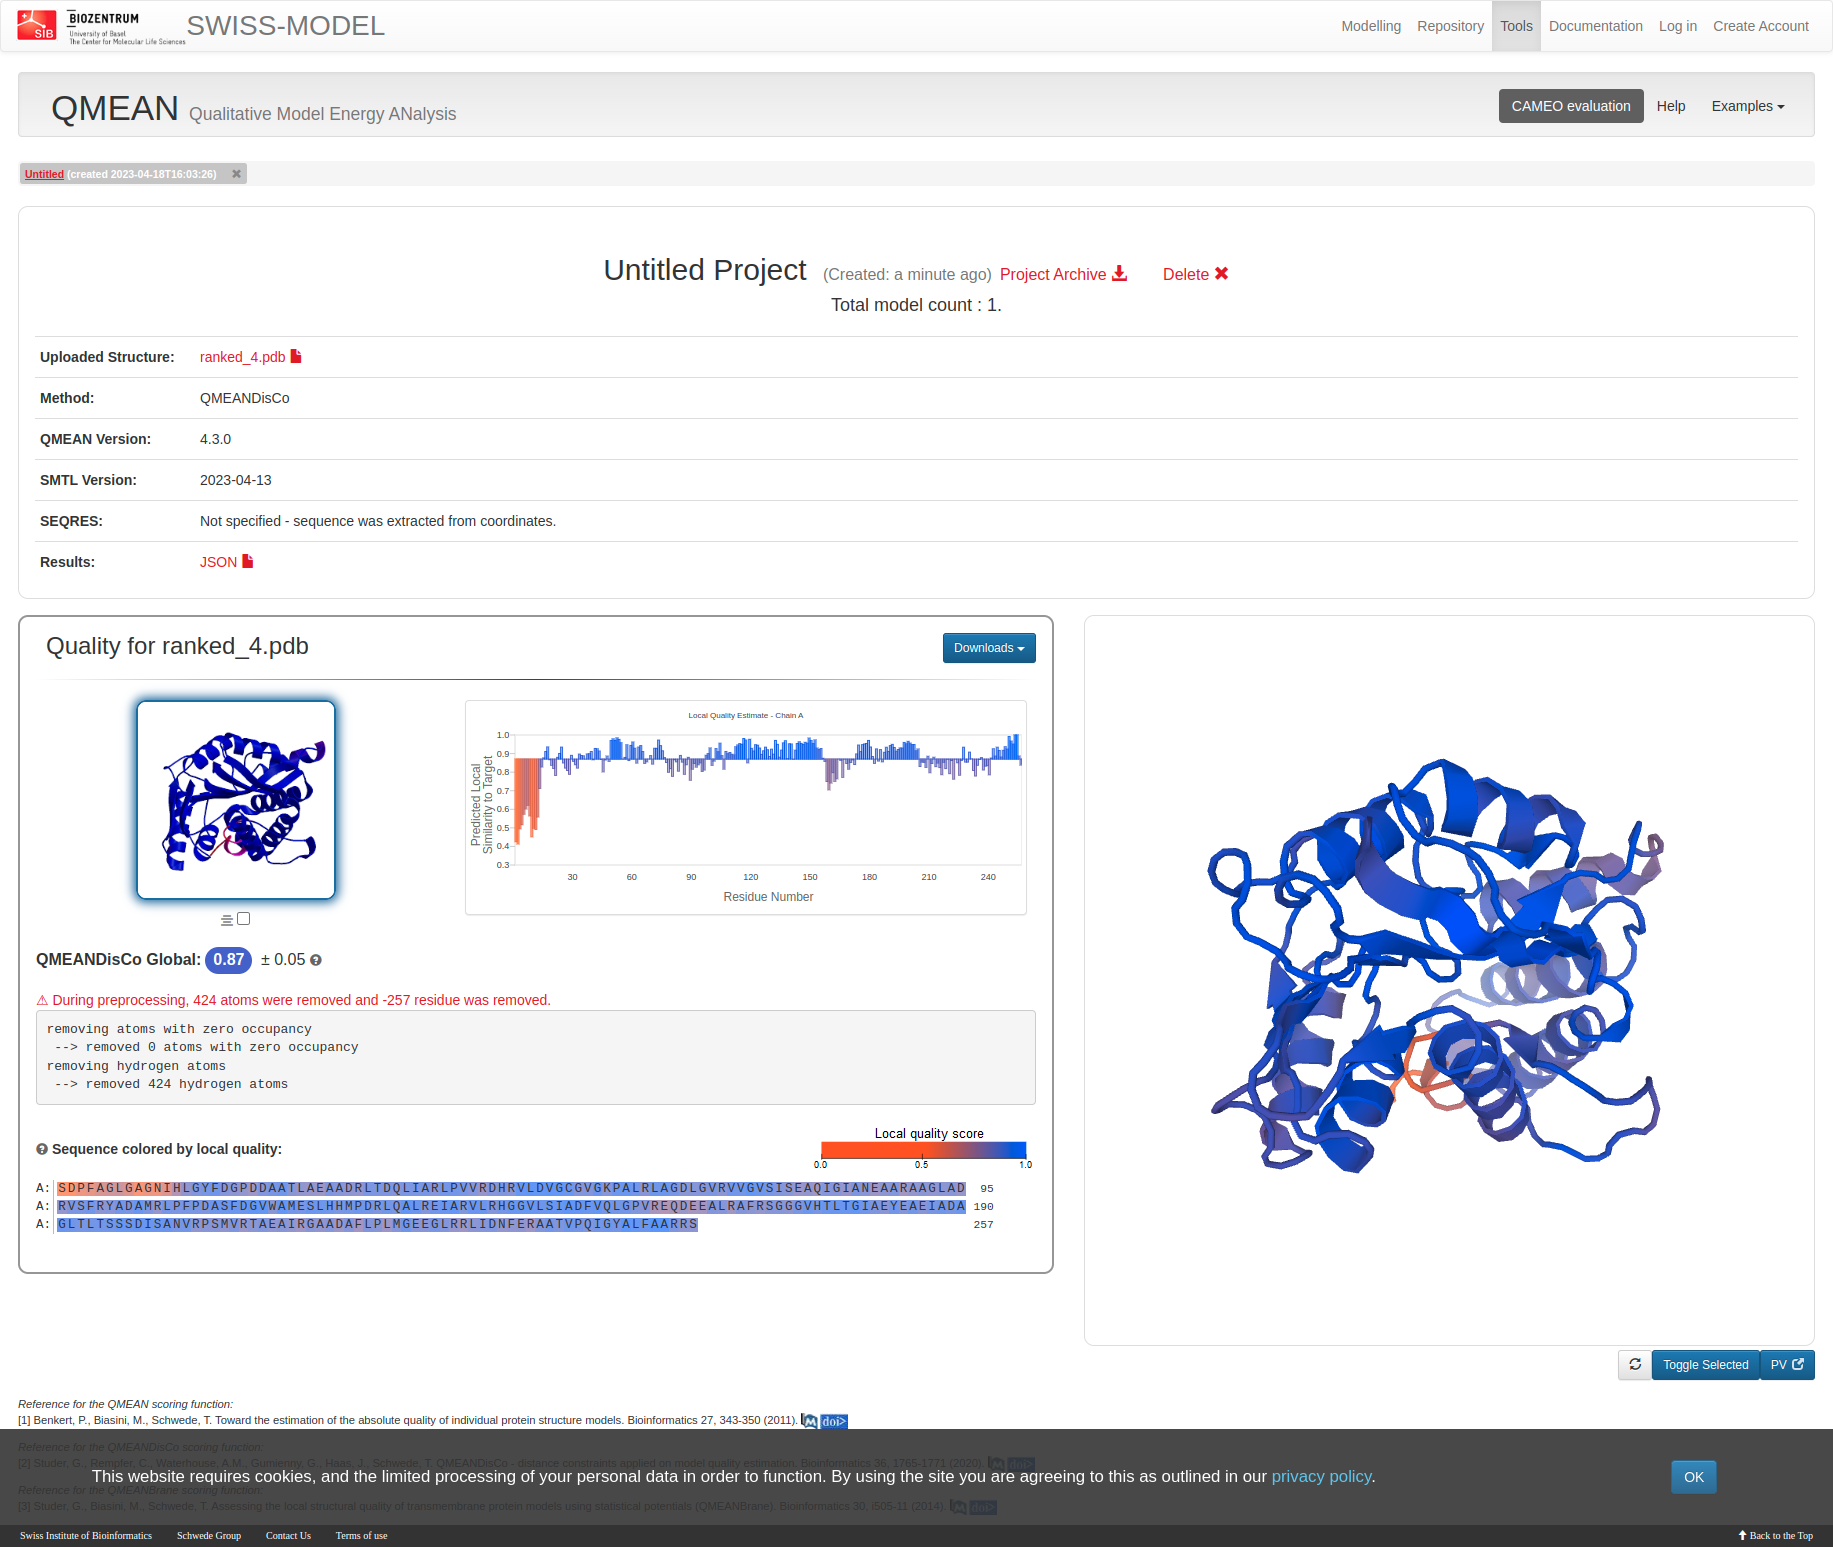 SIB
BIOZENTRUM
University of Basel
The Center for Molecular Life Sciences
SWISS-MODEL
Modelling Repository Tools Documentation Log in Create Account
QMEAN Qualitative Model Energy ANalysis
CAMEO evaluation Help Examples
Untitled (created 2023-04-18T16:03:26) ✖
Untitled Project (Created: a minute ago) Project Archive Delete ✖
Total model count : 1.
Uploaded Structure: ranked_4.pdb
Method: QMEANDisCo
QMEAN Version: 4.3.0
SMTL Version: 2023-04-13
SEQRES: Not specified - sequence was extracted from coordinates.
Results: JSON
Quality for ranked_4.pdb
Downloads
Local Quality Estimate - Chain A
Predicted Local
Similarity to Target
1.0
0.9
0.8
0.7
0.6
0.5
0.4
0.3
30 60 90 120 150 180 210 240
Residue Number
QMEANDisCo Global: 0.87 ± 0.05
⚠ During preprocessing, 424 atoms were removed and -257 residue was removed.
removing atoms with zero occupancy
--> removed 0 atoms with zero occupancy
removing hydrogen atoms
--> removed 424 hydrogen atoms
Local quality score
0.0 0.5 1.0
Sequence colored by local quality:
A: SDPFAGLGAGNIHLGYFDGPDDAATLAEAADRLTDQLIARLPVVRDHRVLDVGCGVGKPALRLAGDLGVRVVGVSISEAQIGIANEAARAAGLAD 95
A: RVSFRYADAMRLPFPDASFDGVWAMESLHHMPDRLQALREIARVLRHGGVLSIADFVQLGPVREQDEEALRAFRSGGGVHTLTGIAEYEAEIADA 190
A: GLTLTSSSDISANVRPSMVRTAEAIRGAADAFLPLMGEEGLRRLIDNFERAATVPQIGYALFAARRS 257
Toggle Selected PV
Reference for the QMEAN scoring function:
[1] Benkert, P., Biasini, M., Schwede, T. Toward the estimation of the absolute quality of individual protein structure models. Bioinformatics 27, 343-350 (2011). M doi>
Reference for the QMEANDisCo scoring function:
[2] Studer, G., Rempfer, C., Waterhouse, A.M., Gumienny, G., Haas, J., Schwede, T. QMEANDisCo - distance constraints applied on model quality estimation. Bioinformatics 36, 1765-1771 (2020). M doi>
This website requires cookies, and the limited processing of your personal data in order to function. By using the site you are agreeing to this as outlined in our privacy policy.
OK
Reference for the QMEANBrane scoring function:
[3] Studer, G., Biasini, M., Schwede, T. Assessing the local structural quality of transmembrane protein models using statistical potentials (QMEANBrane). Bioinformatics 30, i505-11 (2014). M doi>
Swiss Institute of Bioinformatics Schwede Group Contact Us Terms of use
Back to the Top